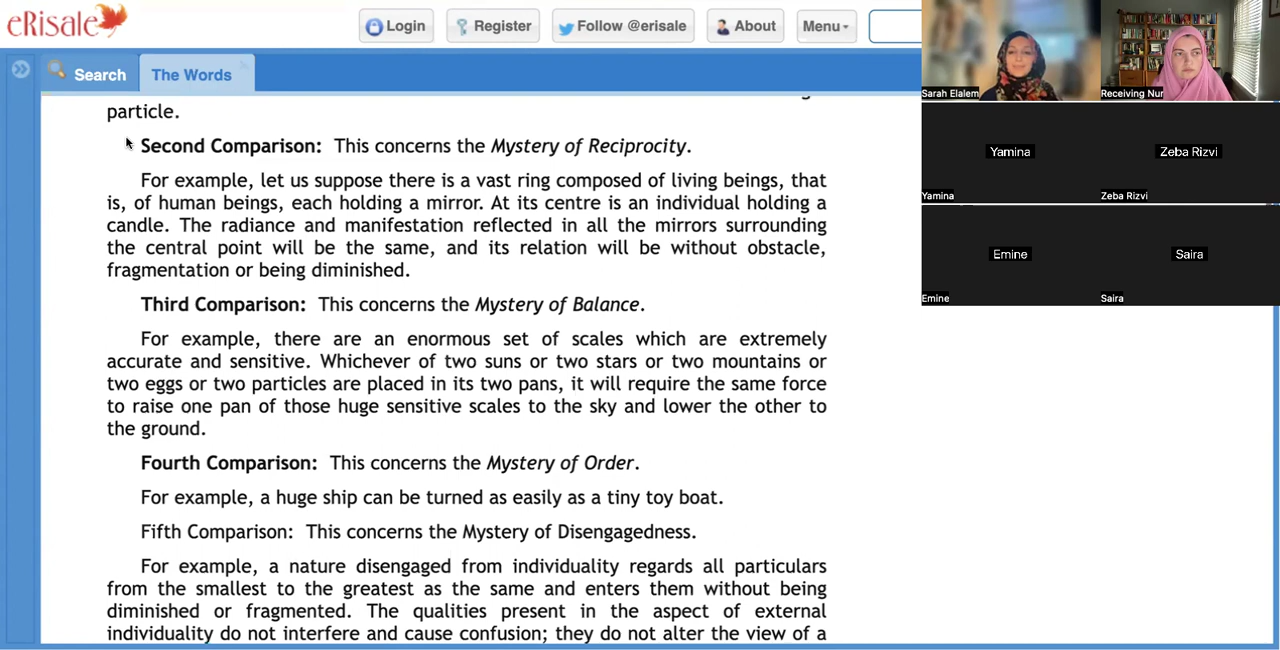 eRisale
Login
Register
Follow @erisale
About
Menu
Search
The Words
particle.
Second Comparison: This concerns the Mystery of Reciprocity.
For example, let us suppose there is a vast ring composed of living beings, that
is, of human beings, each holding a mirror. At its centre is an individual holding a
candle. The radiance and manifestation reflected in all the mirrors surrounding
the central point will be the same, and its relation will be without obstacle,
fragmentation or being diminished.
Third Comparison: This concerns the Mystery of Balance.
For example, there are an enormous set of scales which are extremely
accurate and sensitive. Whichever of two suns or two stars or two mountains or
two eggs or two particles are placed in its two pans, it will require the same force
to raise one pan of those huge sensitive scales to the sky and lower the other to
the ground.
Fourth Comparison: This concerns the Mystery of Order.
For example, a huge ship can be turned as easily as a tiny toy boat.
Fifth Comparison: This concerns the Mystery of Disengagedness.
For example, a nature disengaged from individuality regards all particulars
from the smallest to the greatest as the same and enters them without being
diminished or fragmented. The qualities present in the aspect of external
individuality do not interfere and cause confusion; they do not alter the view of a
Sarah Elalem
Receiving Nur
Yamina
Zeba Rizvi
Yamina
Zeba Rizvi
Emine
Saira
Emine
Saira